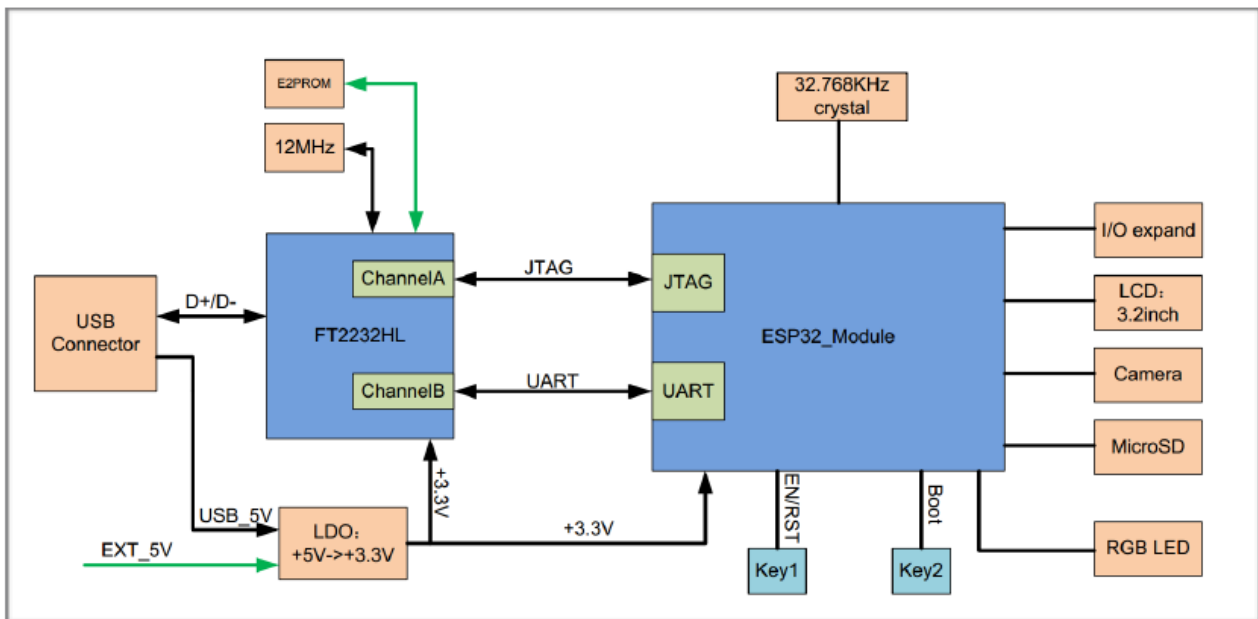 E2PROM
12MHz
32.768KHz
crystal
I/O expand
ChannelA
JTAG
JTAG
LCD：
3.2inch
USB
Connector
D+/D-
FT2232HL
ESP32_Module
Camera
ChannelB
UART
UART
MicroSD
+3.3V
EN/RST
Boot
USB_5V
LDO：
+5V->+3.3V
+3.3V
EXT_5V
RGB LED
Key1
Key2